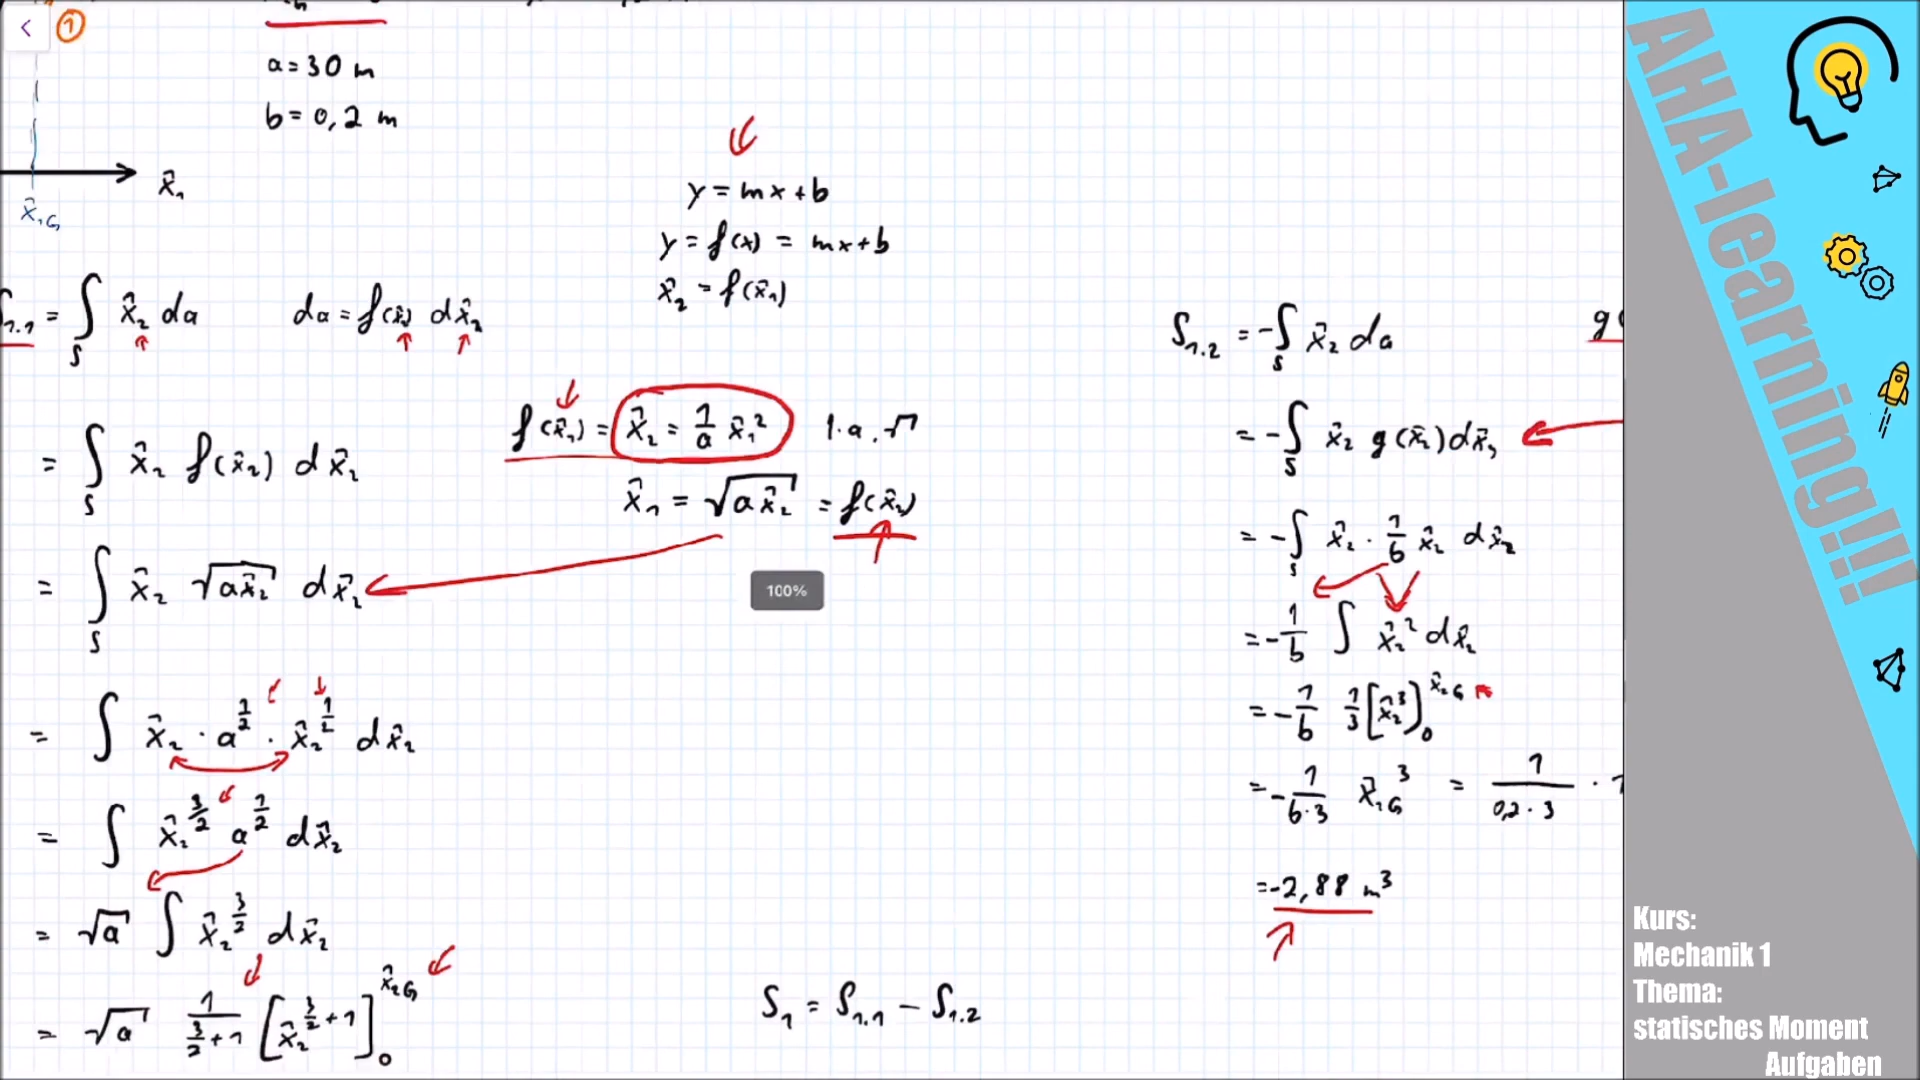 ①
a = 30 m
b = 0,2 m
x̂₁
x̂₁G
y = mx + b
y = f(x) = mx + b
x̂₂ = f(x̂₁)
S₁.₁ = ∫S x̂₂ da da = f(x̂₂) dx̂₂
= ∫S x̂₂ f(x̂₂) dx̂₂
f(x̂₁) = x̂₂ = 1/a x̂₁² | · a, √
x̂₁ = √(a x̂₂) = f(x̂₂)
= ∫S x̂₂ √(a x̂₂) dx̂₂
= ∫ x̂₂ · a^(1/2) · x̂₂^(1/2) dx̂₂
= ∫ x̂₂^(3/2) a^(1/2) dx̂₂
= √a ∫ x̂₂^(3/2) dx̂₂
= √a 1/(3/2 + 1) [x̂₂^(3/2 + 1)]₀^x̂₂G
100%
S₁ = S₁.₁ − S₁.₂
S₁.₂ = −∫S x̂₂ da
= −∫S x̂₂ g(x̂₂) dx̂₂
= −∫S x̂₂ · 1/b x̂₂ dx̂₂
= −1/b ∫ x̂₂² dx̂₂
= −1/b 1/3 [x̂₂³]₀^x̂₂G
= −1/(b·3) x̂₁G³ = 1/(0,2 · 3) ·
= −2,88 m³
AHA-learning!!!
Kurs:
Mechanik 1
Thema:
statisches Moment
Aufgaben